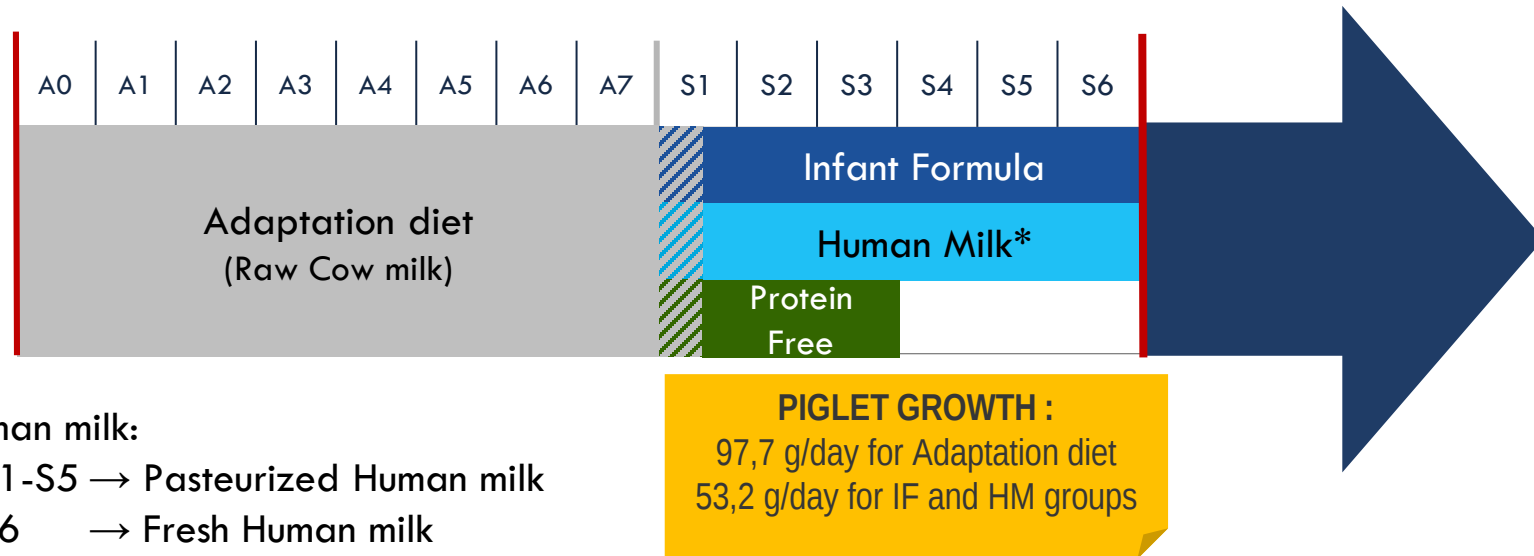 A0 A1 A2 A3 A4 A5 A6 A7 S1 S2 S3 S4 S5 S6
Infant Formula
Adaptation diet
(Raw Cow milk)
Human Milk*
Protein
Free
PIGLET GROWTH :
97,7 g/day for Adaptation diet
53,2 g/day for IF and HM groups
milk:
-S5 → Pasteurized Human milk
→ Fresh Human milk